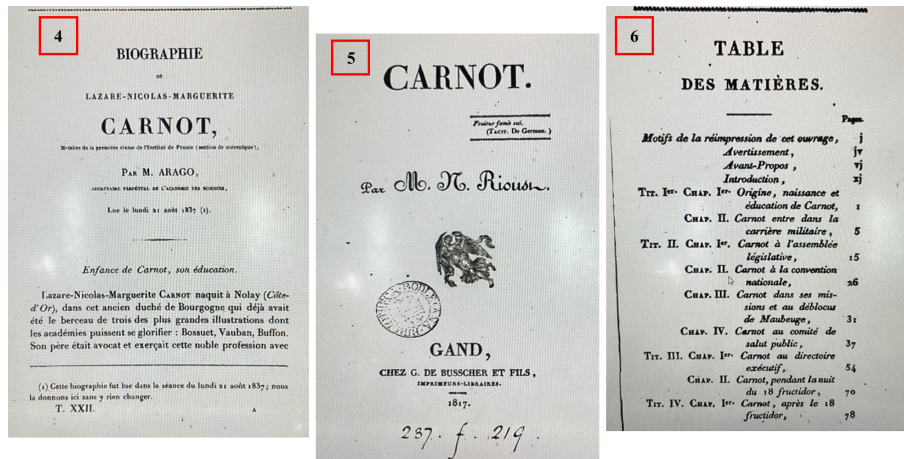 4
BIOGRAPHIE
DE
LAZARE-NICOLAS-MARGUERITE
CARNOT,
Membre de la première classe de l'Institut de France (section de mécanique),
PAR M. ARAGO,
SECRÉTAIRE PERPÉTUEL DE L'ACADÉMIE DES SCIENCES,
Lue le lundi 21 août 1837 (1).
Enfance de Carnot, son éducation.
Lazare-Nicolas-Marguerite CARNOT naquit à Nolay (Côte-
d'Or), dans cet ancien duché de Bourgogne qui déjà avait
été le berceau de trois des plus grandes illustrations dont
les académies puissent se glorifier : Bossuet, Vauban, Buffon.
Son père était avocat et exerçait cette noble profession avec
(1) Cette biographie fut lue dans la séance du lundi 21 août 1837; nous
la donnons ici sans y rien changer.
T. XXII. A
5
CARNOT.
Fruitur famâ sui.
(TACIT. De German.)
Par M. N. Rioust.
GAND,
CHEZ G. DE BUSSCHER ET FILS,
IMPRIMEURS-LIBRAIRES.
1817.
237. f. 219.
6
TABLE
DES MATIÈRES.
Pages.
Motifs de la réimpression de cet ouvrage, j
Avertissement, jv
Avant-Propos, vj
Introduction, xj
TIT. Ier. CHAP. Ier. Origine, naissance et
éducation de Carnot, 1
CHAP. II. Carnot entre dans la
carrière militaire, 5
TIT. II. CHAP. Ier. Carnot à l'assemblée
législative, 15
CHAP. II. Carnot à la convention
nationale, 26
CHAP. III. Carnot dans ses mis-
sions et au déblocus
de Maubeuge, 31
CHAP. IV. Carnot au comité de
salut public, 37
TIT. III. CHAP. Ier. Carnot au directoire
exécutif, 54
CHAP. II. Carnot, pendant la nuit
du 18 fructidor, 70
TIT. IV. CHAP. Ier. Carnot, après le 18
fructidor, 78